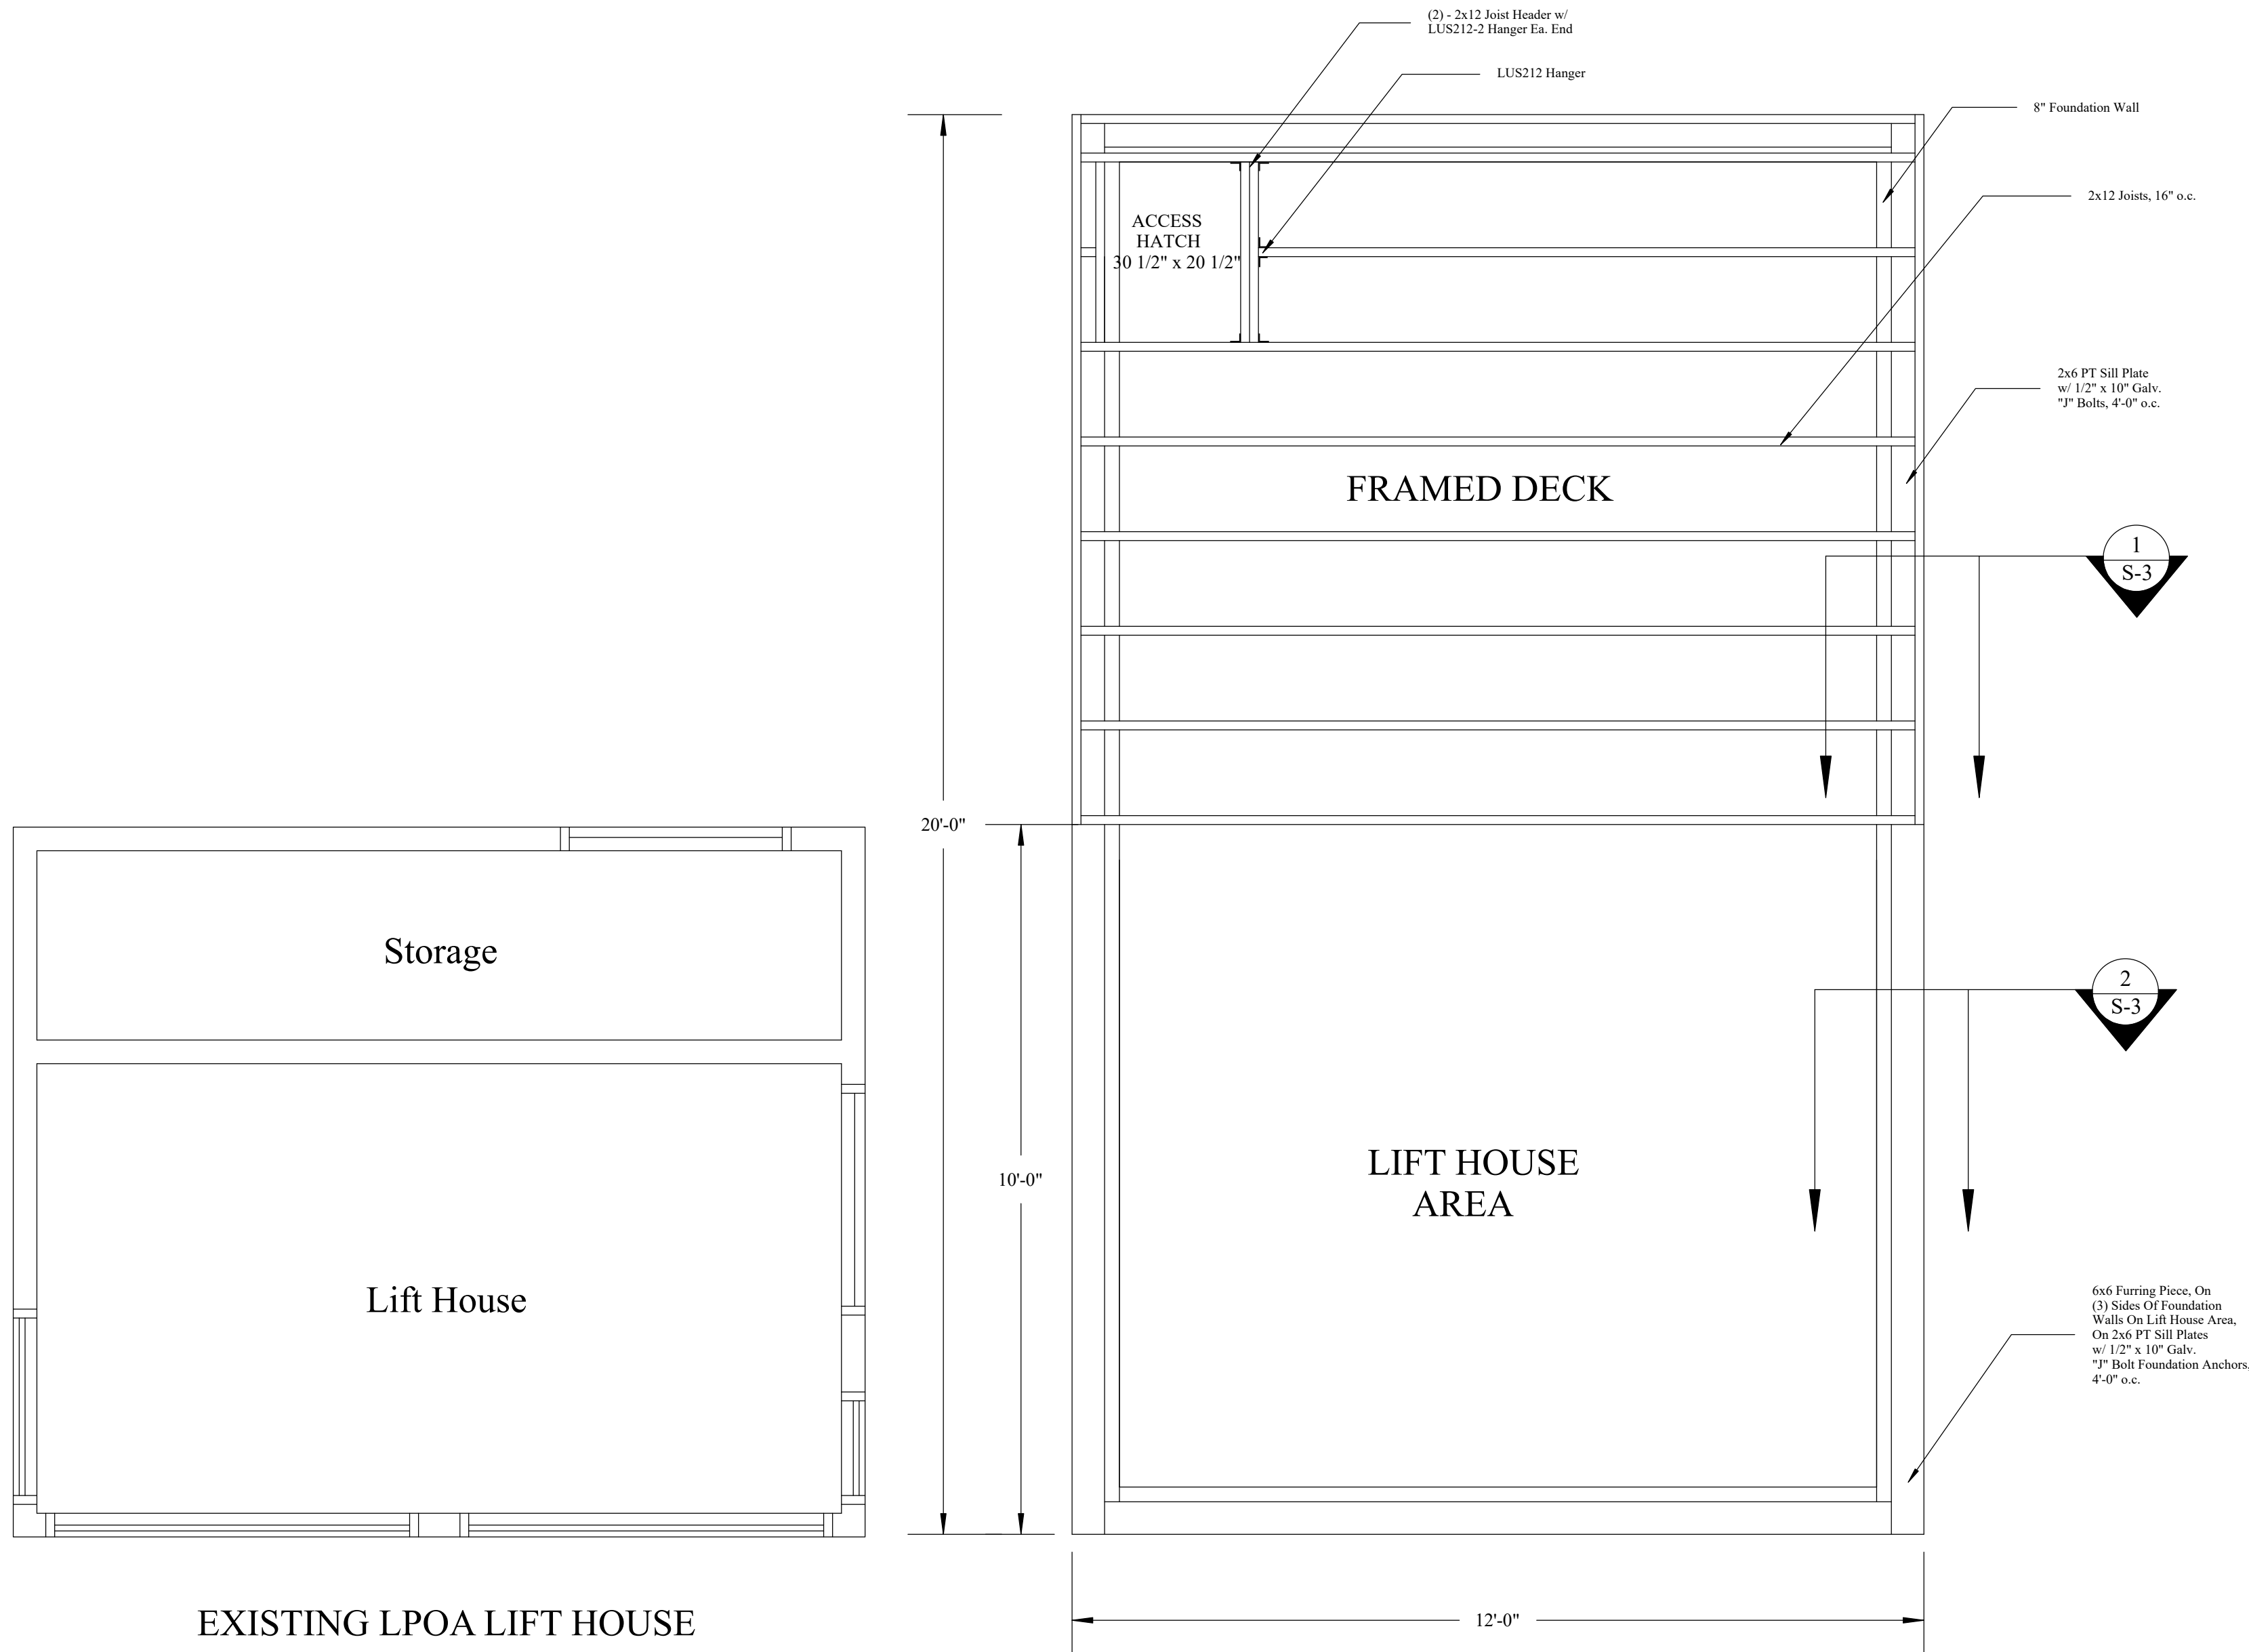 (2) - 2x12 Joist Header w/
LUS212-2 Hanger Ea. End
LUS212 Hanger
8" Foundation Wall
2x12 Joists, 16" o.c.
ACCESS
HATCH
30 1/2" x 20 1/2"
2x6 PT Sill Plate
w/ 1/2" x 10" Galv.
"J" Bolts, 4'-0" o.c.
FRAMED DECK
1
S-3
20'-0"
Storage
2
S-3
10'-0"
LIFT HOUSE
AREA
Lift House
6x6 Furring Piece, On
(3) Sides Of Foundation
Walls On Lift House Area,
On 2x6 PT Sill Plates
w/ 1/2" x 10" Galv.
"J" Bolt Foundation Anchors,
4'-0" o.c.
12'-0"
EXISTING LPOA LIFT HOUSE